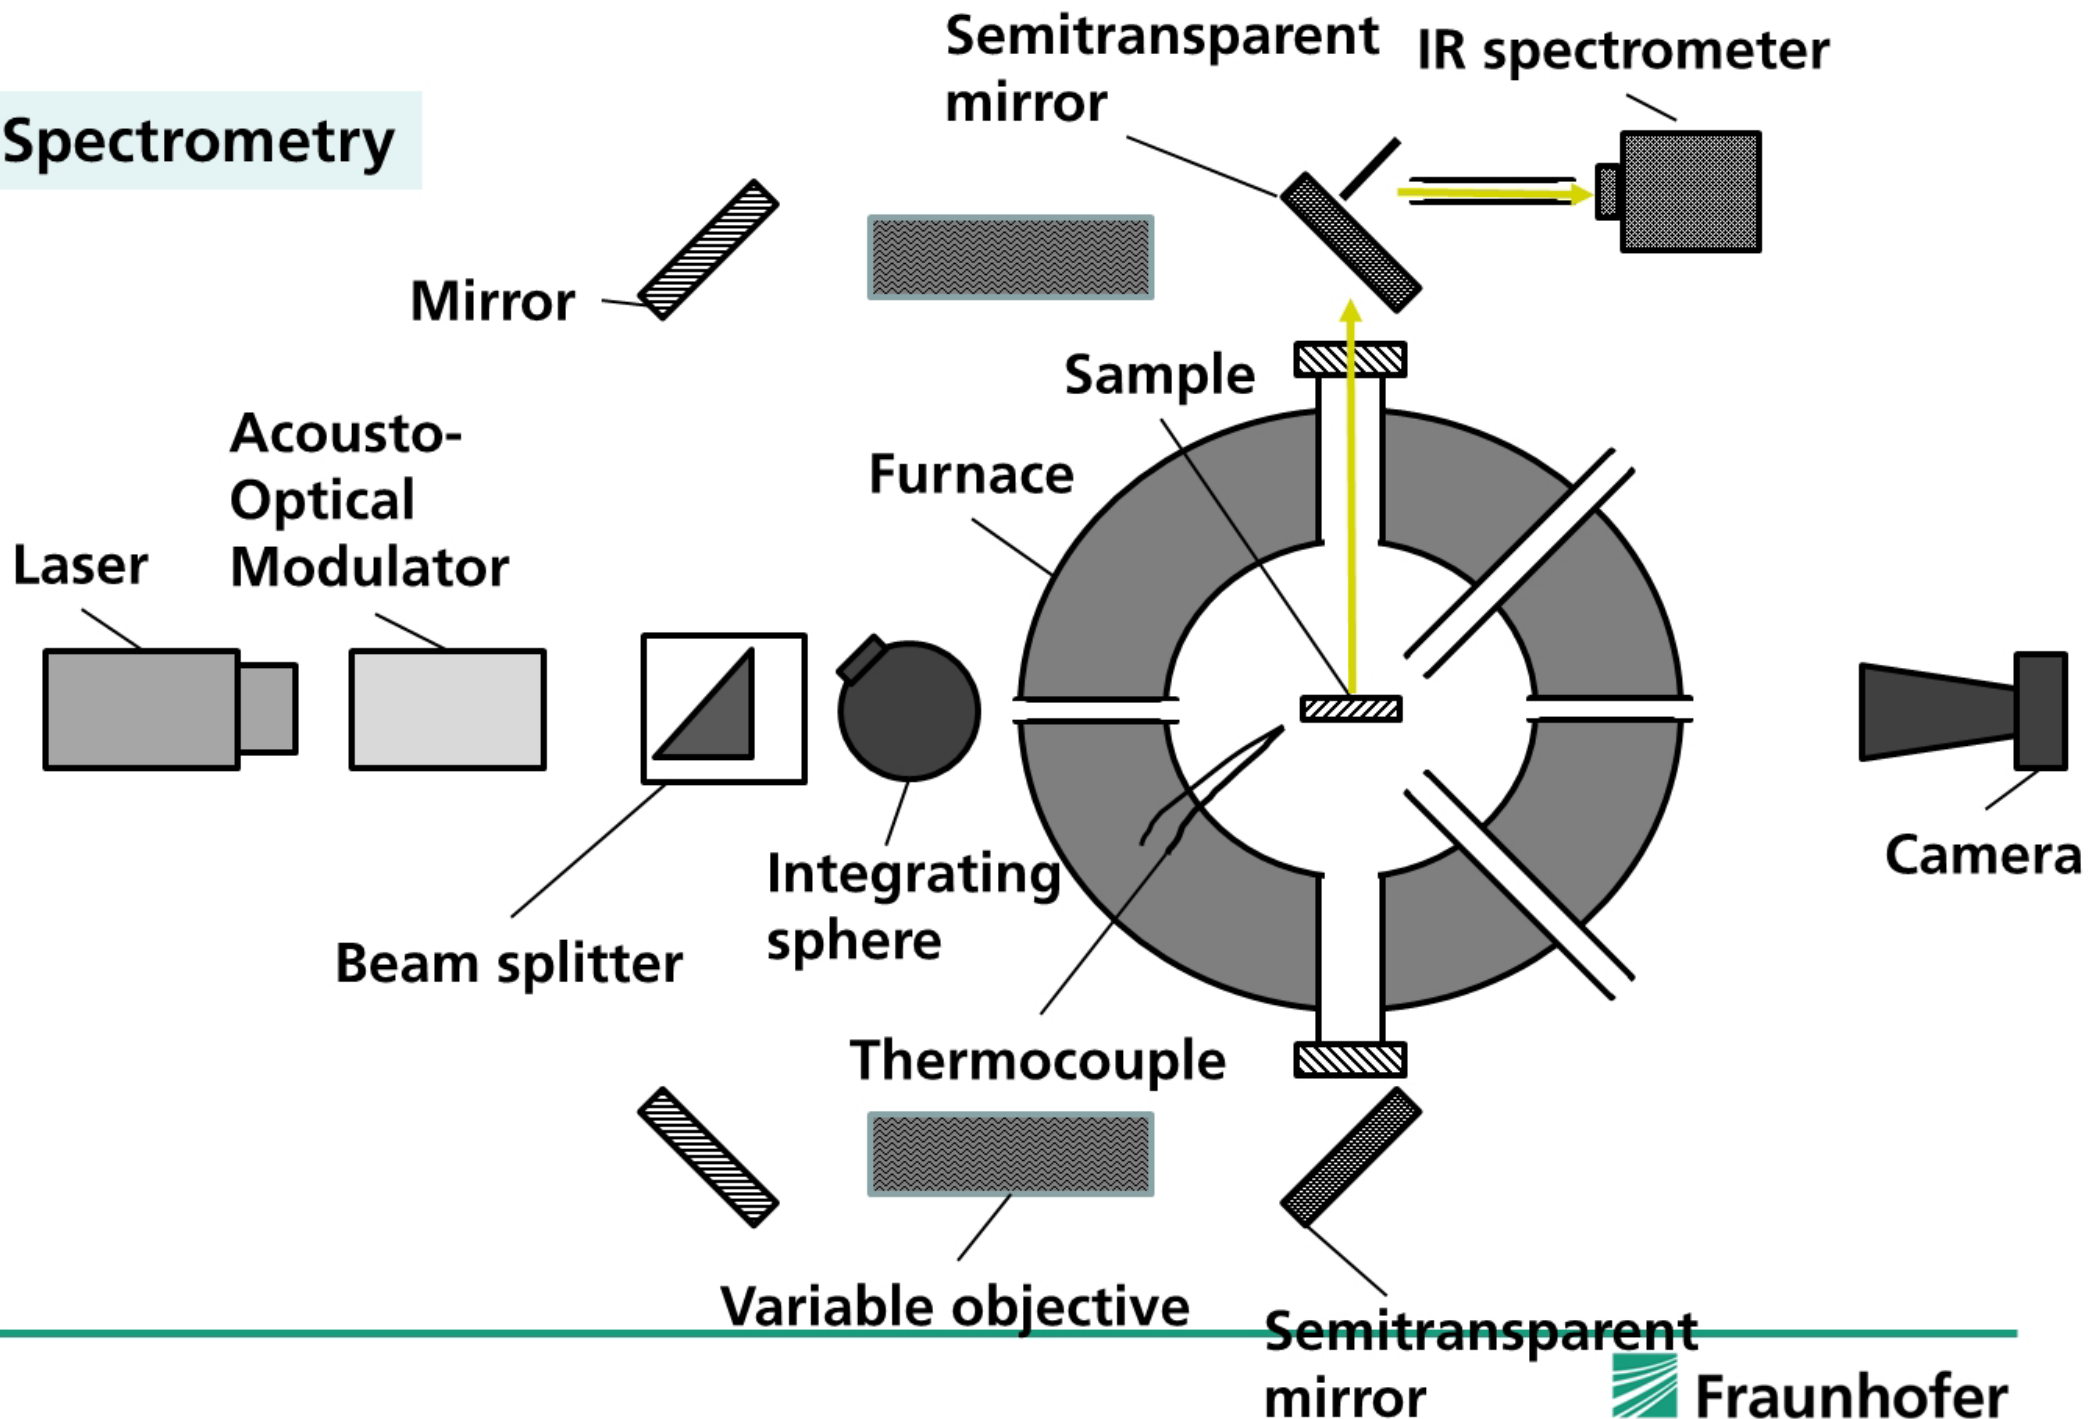 Semitransparent
mirror
IR spectrometer
Spectrometry
Mirror
Sample
Acousto-
Optical
Modulator
Furnace
Laser
Camera
Integrating
sphere
Beam splitter
Thermocouple
Variable objective
Semitransparent
mirror
Fraunhofer